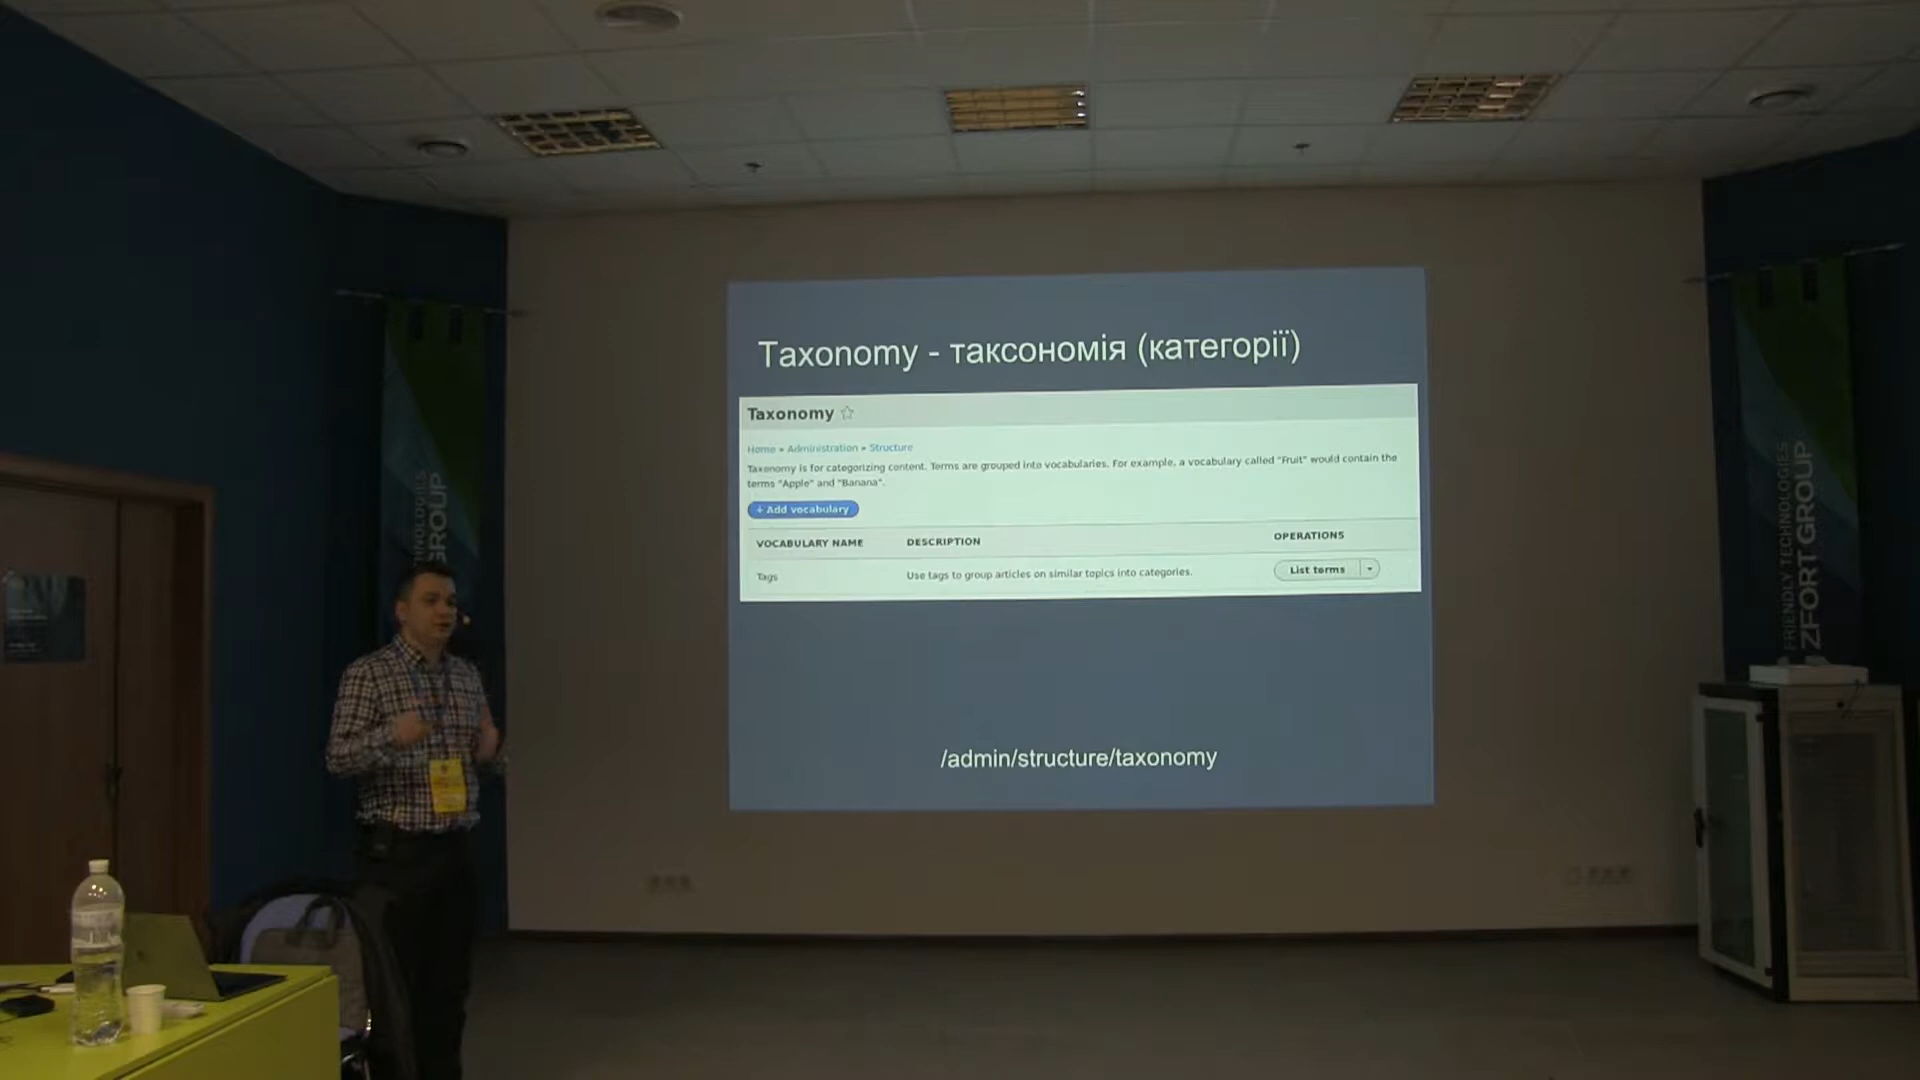 Taxonomy - таксономія (категорії)
Taxonomy
Home » Administration » Structure
Taxonomy is for categorizing content. Terms are grouped into vocabularies. For example, a vocabulary called "Fruit" would contain the
terms "Apple" and "Banana".
+ Add vocabulary
VOCABULARY NAME DESCRIPTION OPERATIONS
Tags Use tags to group articles on similar topics into categories. List terms
/admin/structure/taxonomy
GROUP
FRIENDLY TECHNOLOGIES
ZFORT GROUP